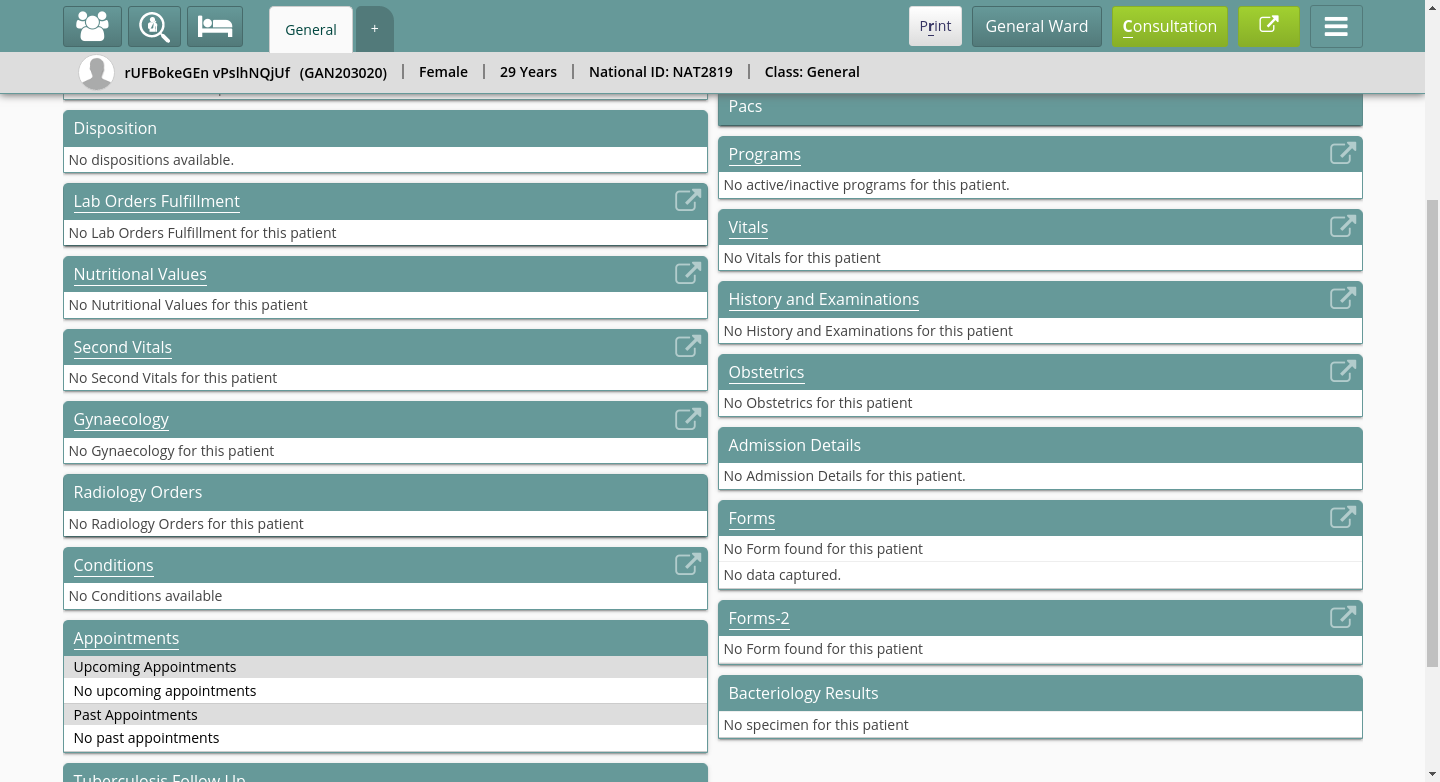 General
+
Print
General Ward
Consultation
rUFBokeGEn vPslhNQjUf (GAN203020) | Female | 29 Years | National ID: NAT2819 | Class: General
Disposition
No dispositions available.
Lab Orders Fulfillment
No Lab Orders Fulfillment for this patient
Nutritional Values
No Nutritional Values for this patient
Second Vitals
No Second Vitals for this patient
Gynaecology
No Gynaecology for this patient
Radiology Orders
No Radiology Orders for this patient
Conditions
No Conditions available
Appointments
Upcoming Appointments
No upcoming appointments
Past Appointments
No past appointments
Tuberculosis Follow Up
Pacs
Programs
No active/inactive programs for this patient.
Vitals
No Vitals for this patient
History and Examinations
No History and Examinations for this patient
Obstetrics
No Obstetrics for this patient
Admission Details
No Admission Details for this patient.
Forms
No Form found for this patient
No data captured.
Forms-2
No Form found for this patient
Bacteriology Results
No specimen for this patient